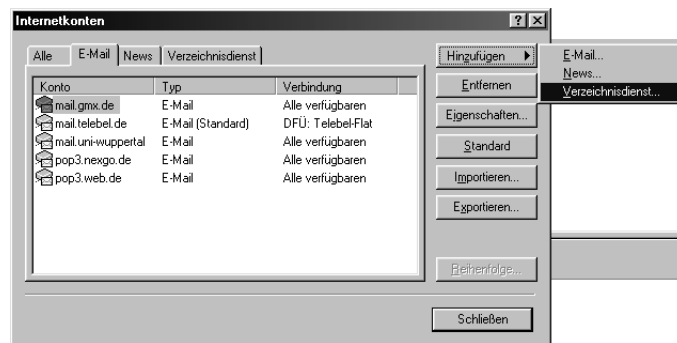 Internetkonten
Alle E-Mail News Verzeichnisdienst
Konto Typ Verbindung
mail.gmx.de E-Mail Alle verfügbaren
mail.telebel.de E-Mail (Standard) DFÜ: Telebel-Flat
mail.uni-wuppertal E-Mail Alle verfügbaren
pop3.nexgo.de E-Mail Alle verfügbaren
pop3.web.de E-Mail Alle verfügbaren
Hinzufügen
Entfernen
Eigenschaften...
Standard
Importieren...
Exportieren...
Reihenfolge...
Schließen
E-Mail...
News...
Verzeichnisdienst...